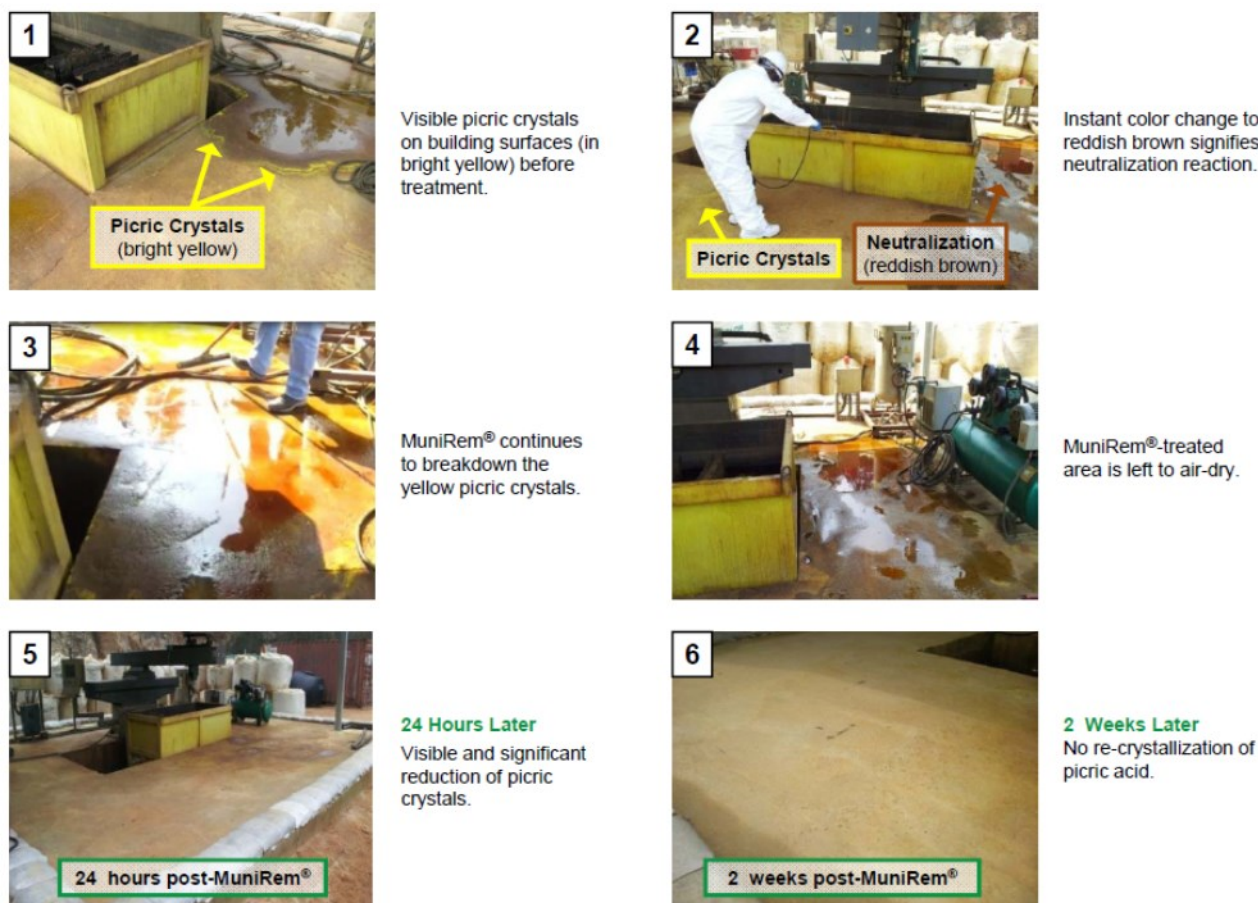 1
Picric Crystals
(bright yellow)
Visible picric crystals
on building surfaces (in
bright yellow) before
treatment.
2
Picric Crystals
Neutralization
(reddish brown)
Instant color change to
reddish brown signifies
neutralization reaction.
3
MuniRem® continues
to breakdown the
yellow picric crystals.
4
MuniRem®-treated
area is left to air-dry.
5
24 hours post-MuniRem®
24 Hours Later
Visible and significant
reduction of picric
crystals.
6
2 weeks post-MuniRem®
2 Weeks Later
No re-crystallization of
picric acid.